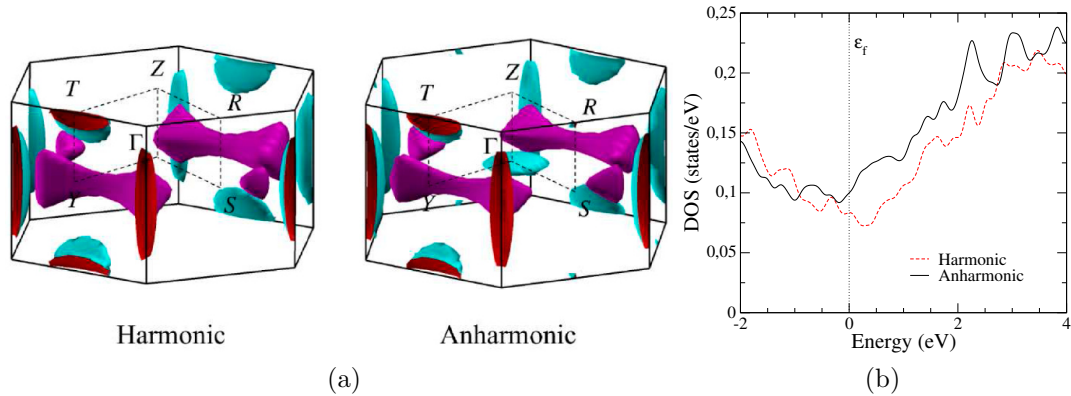 T
Z
R
Γ
Y
S
Harmonic
T
Z
R
Γ
Y
S
Anharmonic
(a)
DOS (states/eV)
0,25
0,2
0,15
0,1
0,05
0
ε_f
Harmonic
Anharmonic
-2
0
2
4
Energy (eV)
(b)